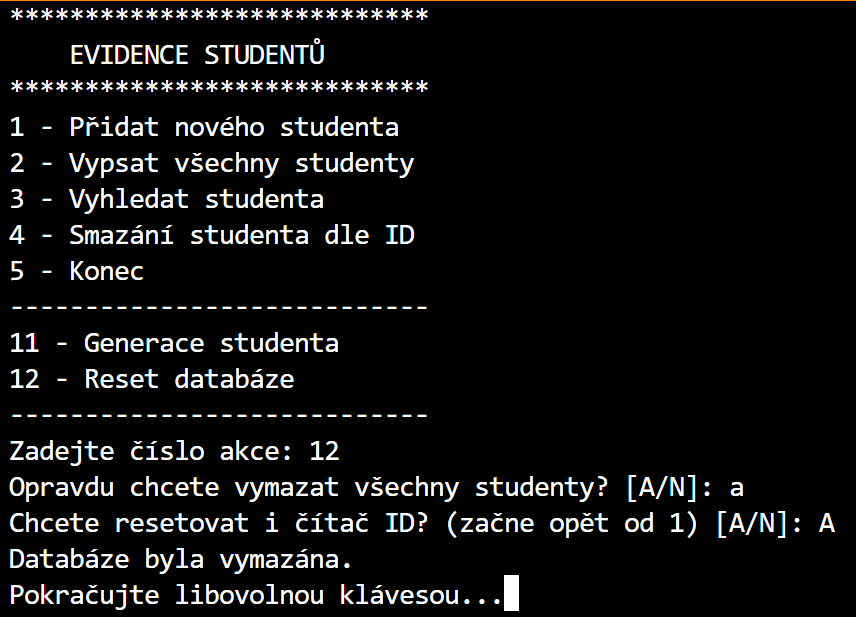 ****************************
    EVIDENCE STUDENTŮ
****************************
1 - Přidat nového studenta
2 - Vypsat všechny studenty
3 - Vyhledat studenta
4 - Smazání studenta dle ID
5 - Konec
----------------------------
11 - Generace studenta
12 - Reset databáze
----------------------------
Zadejte číslo akce: 12
Opravdu chcete vymazat všechny studenty? [A/N]: a
Chcete resetovat i čítač ID? (začne opět od 1) [A/N]: A
Databáze byla vymazána.
Pokračujte libovolnou klávesou...